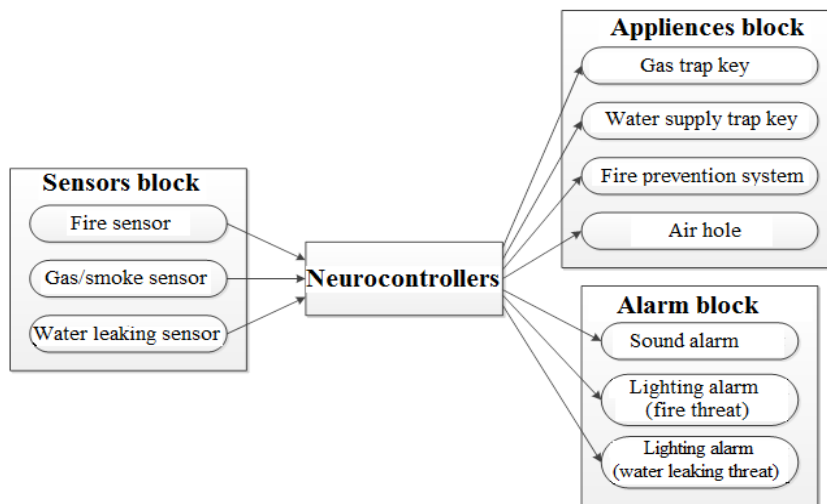 Sensors block
Fire sensor
Gas/smoke sensor
Water leaking sensor
Neurocontrollers
Appliences block
Gas trap key
Water supply trap key
Fire prevention system
Air hole
Alarm block
Sound alarm
Lighting alarm
(fire threat)
Lighting alarm
(water leaking threat)